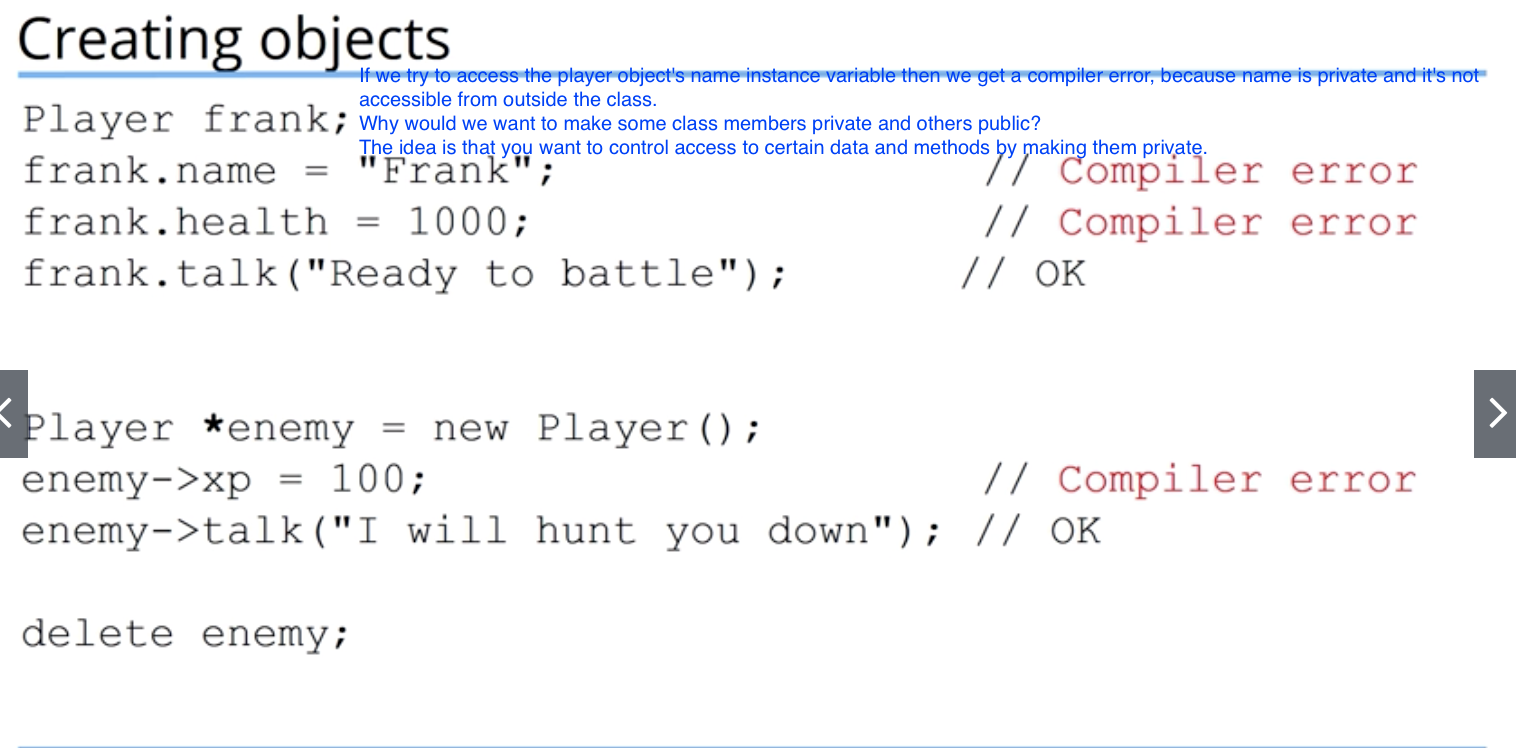 Creating objects
If we try to access the player object's name instance variable then we get a compiler error, because name is private and it's not
accessible from outside the class.
Player frank;
Why would we want to make some class members private and others public?
The idea is that you want to control access to certain data and methods by making them private.
frank.name = "Frank"; // Compiler error
frank.health = 1000; // Compiler error
frank.talk("Ready to battle"); // OK
Player *enemy = new Player();
enemy->xp = 100; // Compiler error
enemy->talk("I will hunt you down"); // OK
delete enemy;